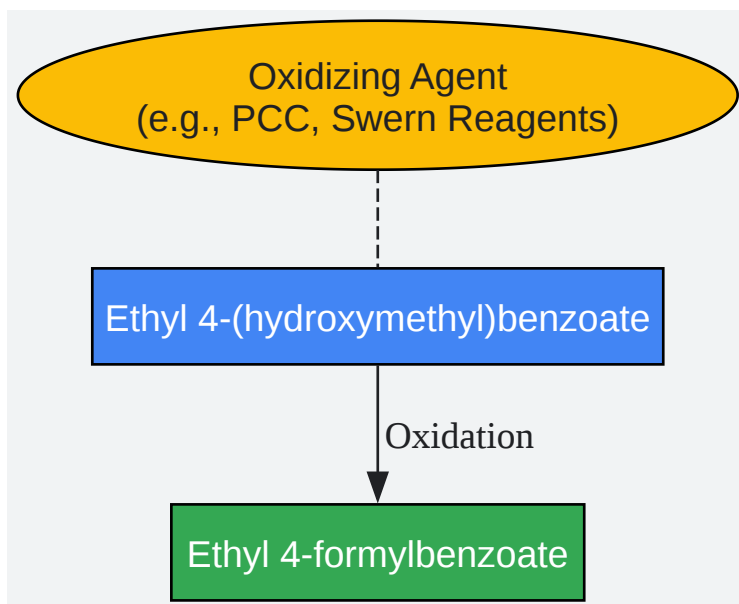 Oxidizing Agent
(e.g., PCC, Swern Reagents)
Ethyl 4-(hydroxymethyl)benzoate
Oxidation
Ethyl 4-formylbenzoate